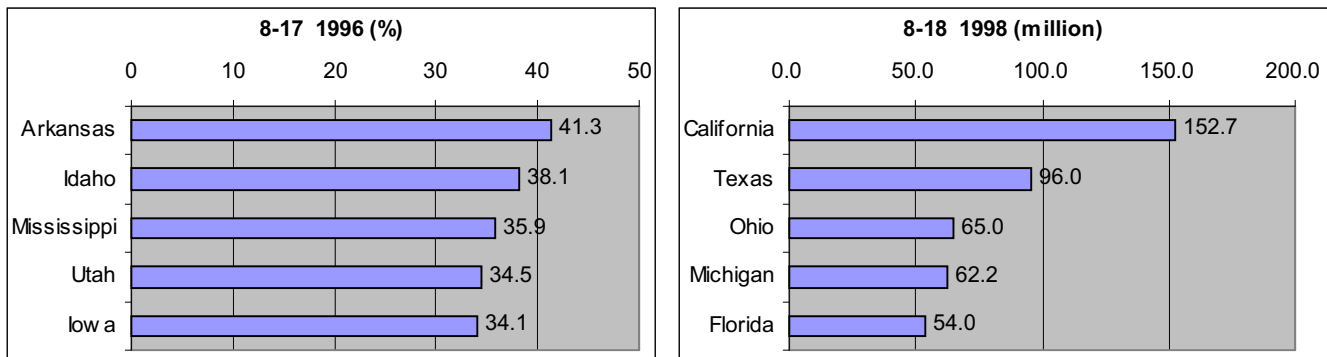 8-17 1996 (%)
0 10 20 30 40 50
Arkansas 41.3
Idaho 38.1
Mississippi 35.9
Utah 34.5
Iowa 34.1
8-18 1998 (million)
0.0 50.0 100.0 150.0 200.0
California 152.7
Texas 96.0
Ohio 65.0
Michigan 62.2
Florida 54.0